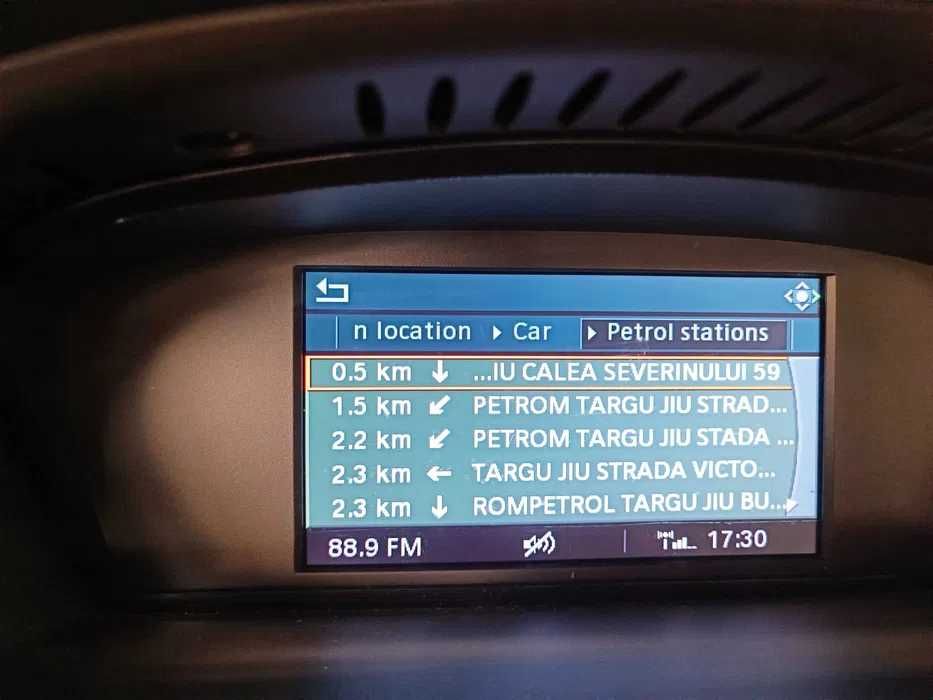 n location Car Petrol stations
0.5 km ...IU CALEA SEVERINULUI 59
1.5 km PETROM TARGU JIU STRAD...
2.2 km PETROM TARGU JIU STADA ...
2.3 km TARGU JIU STRADA VICTO...
2.3 km ROMPETROL TARGU JIU BU...
88.9 FM 17:30